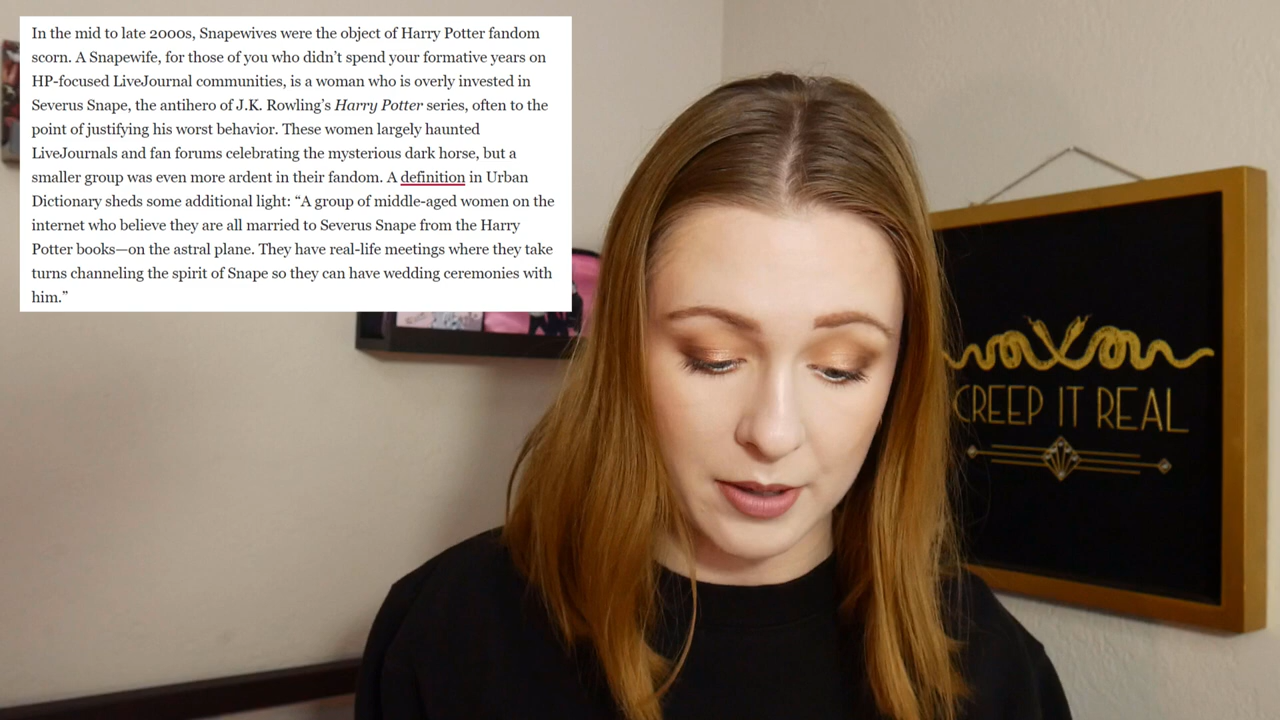 In the mid to late 2000s, Snapewives were the object of Harry Potter fandom
scorn. A Snapewife, for those of you who didn’t spend your formative years on
HP-focused LiveJournal communities, is a woman who is overly invested in
Severus Snape, the antihero of J.K. Rowling’s Harry Potter series, often to the
point of justifying his worst behavior. These women largely haunted
LiveJournals and fan forums celebrating the mysterious dark horse, but a
smaller group was even more ardent in their fandom. A definition in Urban
Dictionary sheds some additional light: “A group of middle-aged women on the
internet who believe they are all married to Severus Snape from the Harry
Potter books—on the astral plane. They have real-life meetings where they take
turns channeling the spirit of Snape so they can have wedding ceremonies with
him.”
CREEP IT REAL